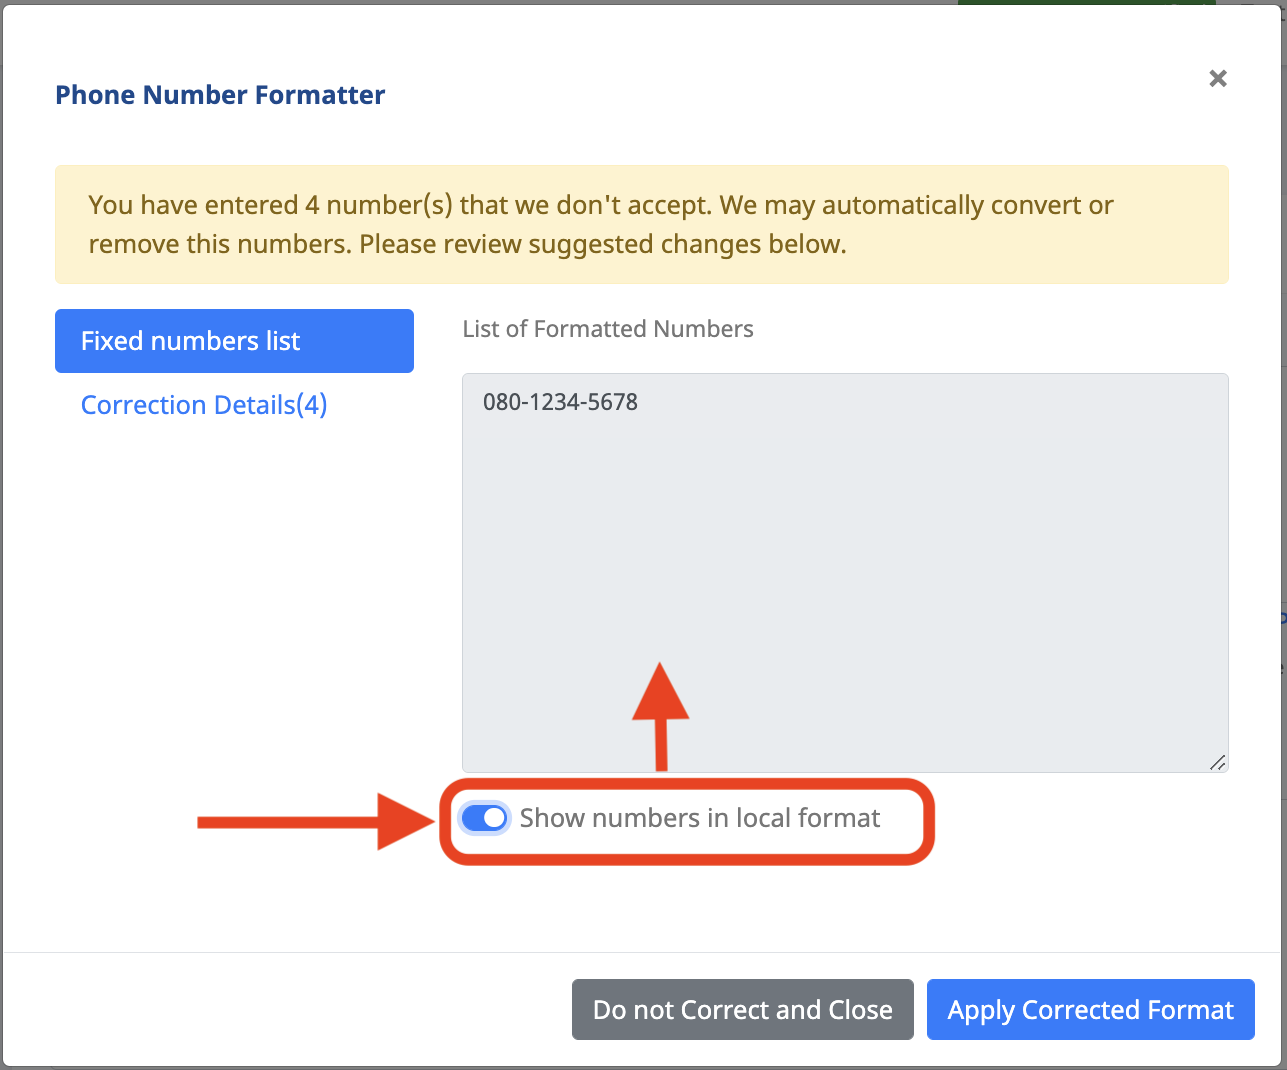 Phone Number Formatter
×
You have entered 4 number(s) that we don't accept. We may automatically convert or
remove this numbers. Please review suggested changes below.
Fixed numbers list
Correction Details(4)
List of Formatted Numbers
080-1234-5678
Show numbers in local format
Do not Correct and Close
Apply Corrected Format